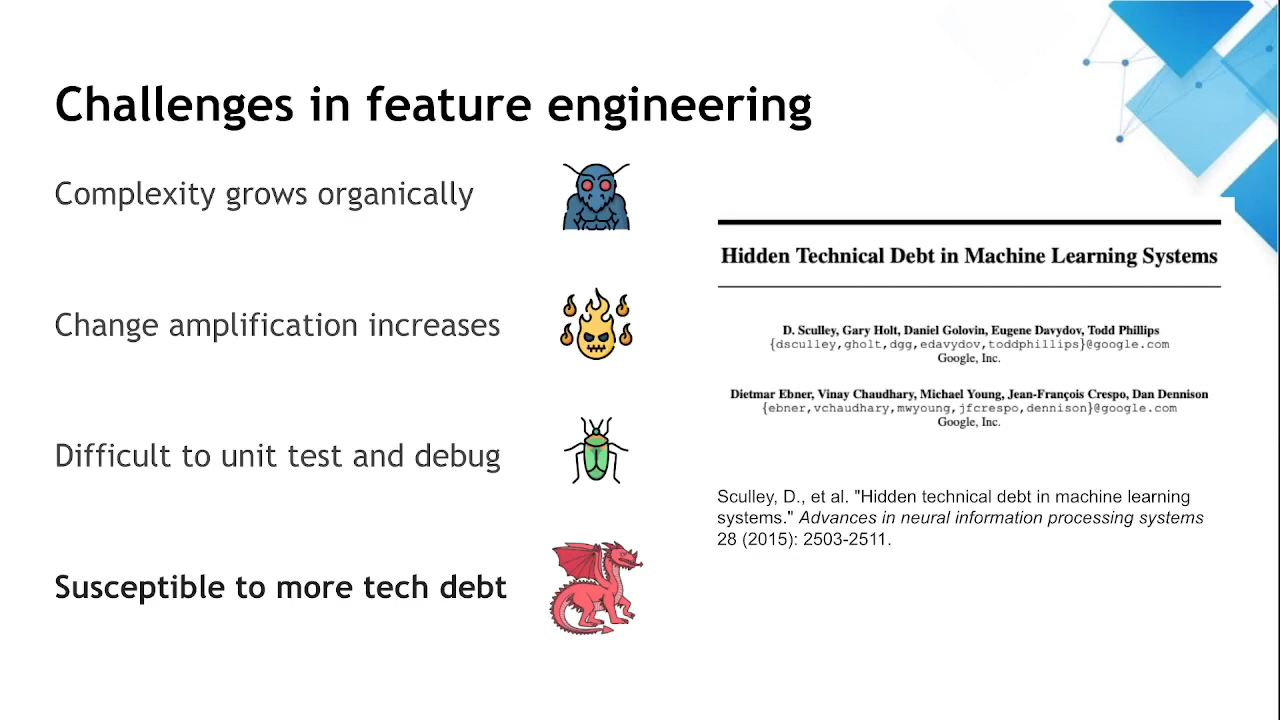 Challenges in feature engineering
Complexity grows organically
Change amplification increases
Difficult to unit test and debug
Susceptible to more tech debt
Hidden Technical Debt in Machine Learning Systems
D. Sculley, Gary Holt, Daniel Golovin, Eugene Davydov, Todd Phillips
{dsculley,gholt,dgg,edavydov,toddphillips}@google.com
Google, Inc.
Dietmar Ebner, Vinay Chaudhary, Michael Young, Jean-François Crespo, Dan Dennison
{ebner,vchaudhary,mwyoung,jfcrespo,dennison}@google.com
Google, Inc.
Sculley, D., et al. "Hidden technical debt in machine learning
systems." Advances in neural information processing systems
28 (2015): 2503-2511.